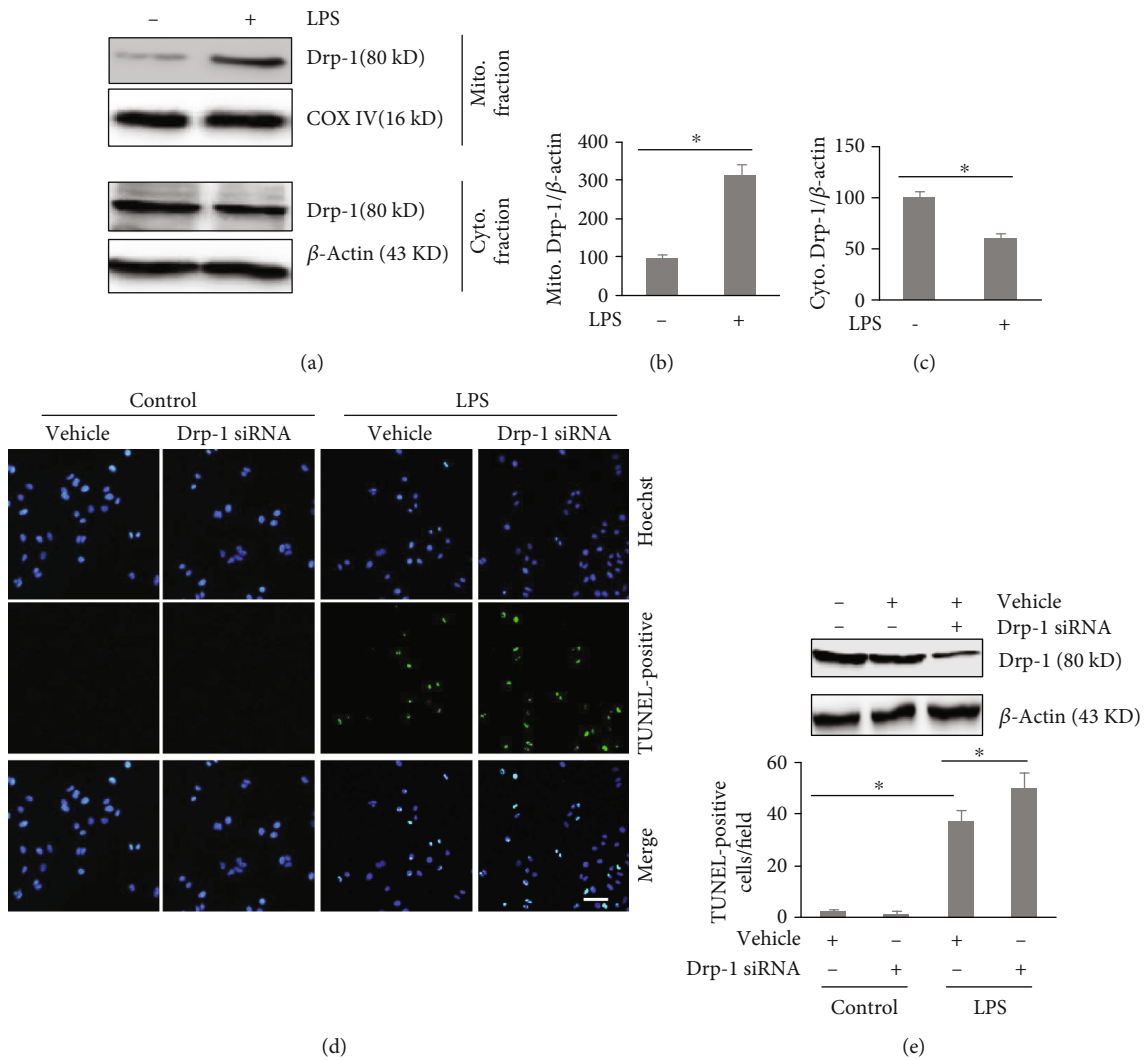 – + LPS
Drp-1(80 kD)
COX IV(16 kD)
Mito.
fraction
Drp-1(80 kD)
β-Actin (43 KD)
Cyto.
fraction
(a)
Mito. Drp-1/β-actin
400
300
200
100
0
*
LPS – +
(b)
Cyto. Drp-1/β-actin
150
100
50
0
*
LPS - +
(c)
Control LPS
Vehicle Drp-1 siRNA Vehicle Drp-1 siRNA
Hoechst
TUNEL-positive
Merge
(d)
– + + Vehicle
– – + Drp-1 siRNA
Drp-1 (80 kD)
β-Actin (43 KD)
TUNEL-positive
cells/field
60
40
20
0
*
*
Vehicle + – + –
Drp-1 siRNA – + – +
Control LPS
(e)